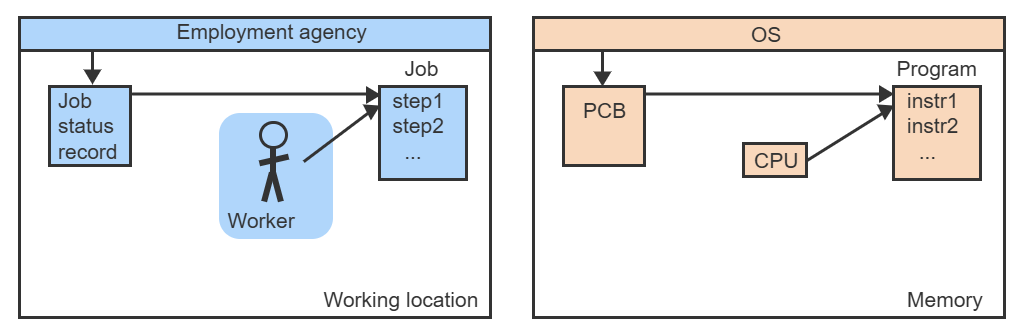 Employment agency
Job
Job
status
record
step1
step2
...
Worker
Working location
OS
Program
PCB
instr1
instr2
...
CPU
Memory